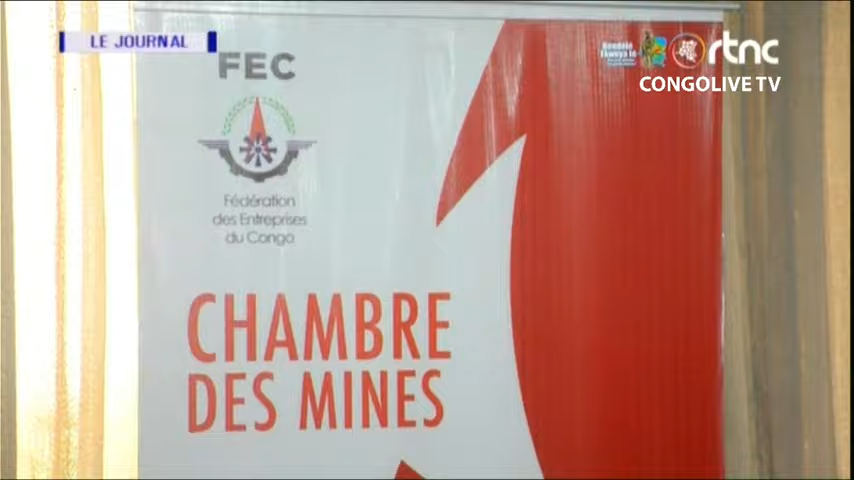 LE JOURNAL
rtnc
CONGOLIVE TV
FEC
Fédération
des Entreprises
du Congo
CHAMBRE
DES MINES